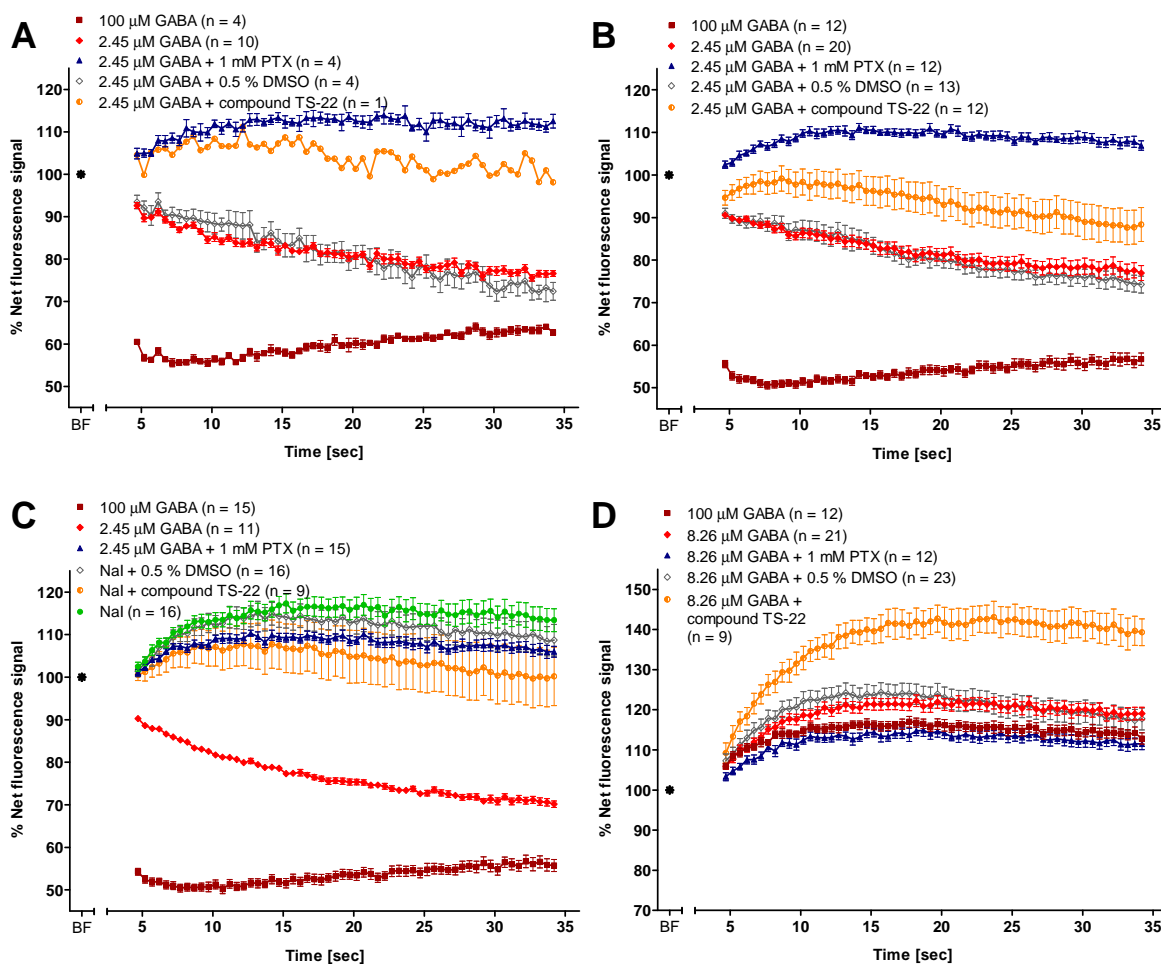 A
100 µM GABA (n = 4)
2.45 µM GABA (n = 10)
2.45 µM GABA + 1 mM PTX (n = 4)
2.45 µM GABA + 0.5 % DMSO (n = 4)
2.45 µM GABA + compound TS-22 (n = 1)
% Net fluorescence signal
120
110
100
90
80
70
60
50
BF
5
10
15
20
25
30
35
Time [sec]
B
100 µM GABA (n = 12)
2.45 µM GABA (n = 20)
2.45 µM GABA + 1 mM PTX (n = 12)
2.45 µM GABA + 0.5 % DMSO (n = 13)
2.45 µM GABA + compound TS-22 (n = 12)
% Net fluorescence signal
120
110
100
90
80
70
60
50
BF
5
10
15
20
25
30
35
Time [sec]
C
100 µM GABA (n = 15)
2.45 µM GABA (n = 11)
2.45 µM GABA + 1 mM PTX (n = 15)
NaI + 0.5 % DMSO (n = 16)
NaI + compound TS-22 (n = 9)
NaI (n = 16)
% Net fluorescence signal
120
110
100
90
80
70
60
50
BF
5
10
15
20
25
30
35
Time [sec]
D
100 µM GABA (n = 12)
8.26 µM GABA (n = 21)
8.26 µM GABA + 1 mM PTX (n = 12)
8.26 µM GABA + 0.5 % DMSO (n = 23)
8.26 µM GABA +
compound TS-22
(n = 9)
% Net fluorescence signal
150
140
130
120
110
100
90
80
70
BF
5
10
15
20
25
30
35
Time [sec]